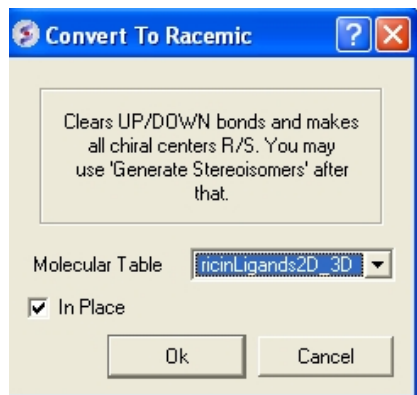 Convert To Racemic
Clears UP/DOWN bonds and makes
all chiral centers R/S. You may
use 'Generate Stereoisomers' after
that.
Molecular Table ricinLigands2D_3D
In Place
Ok Cancel